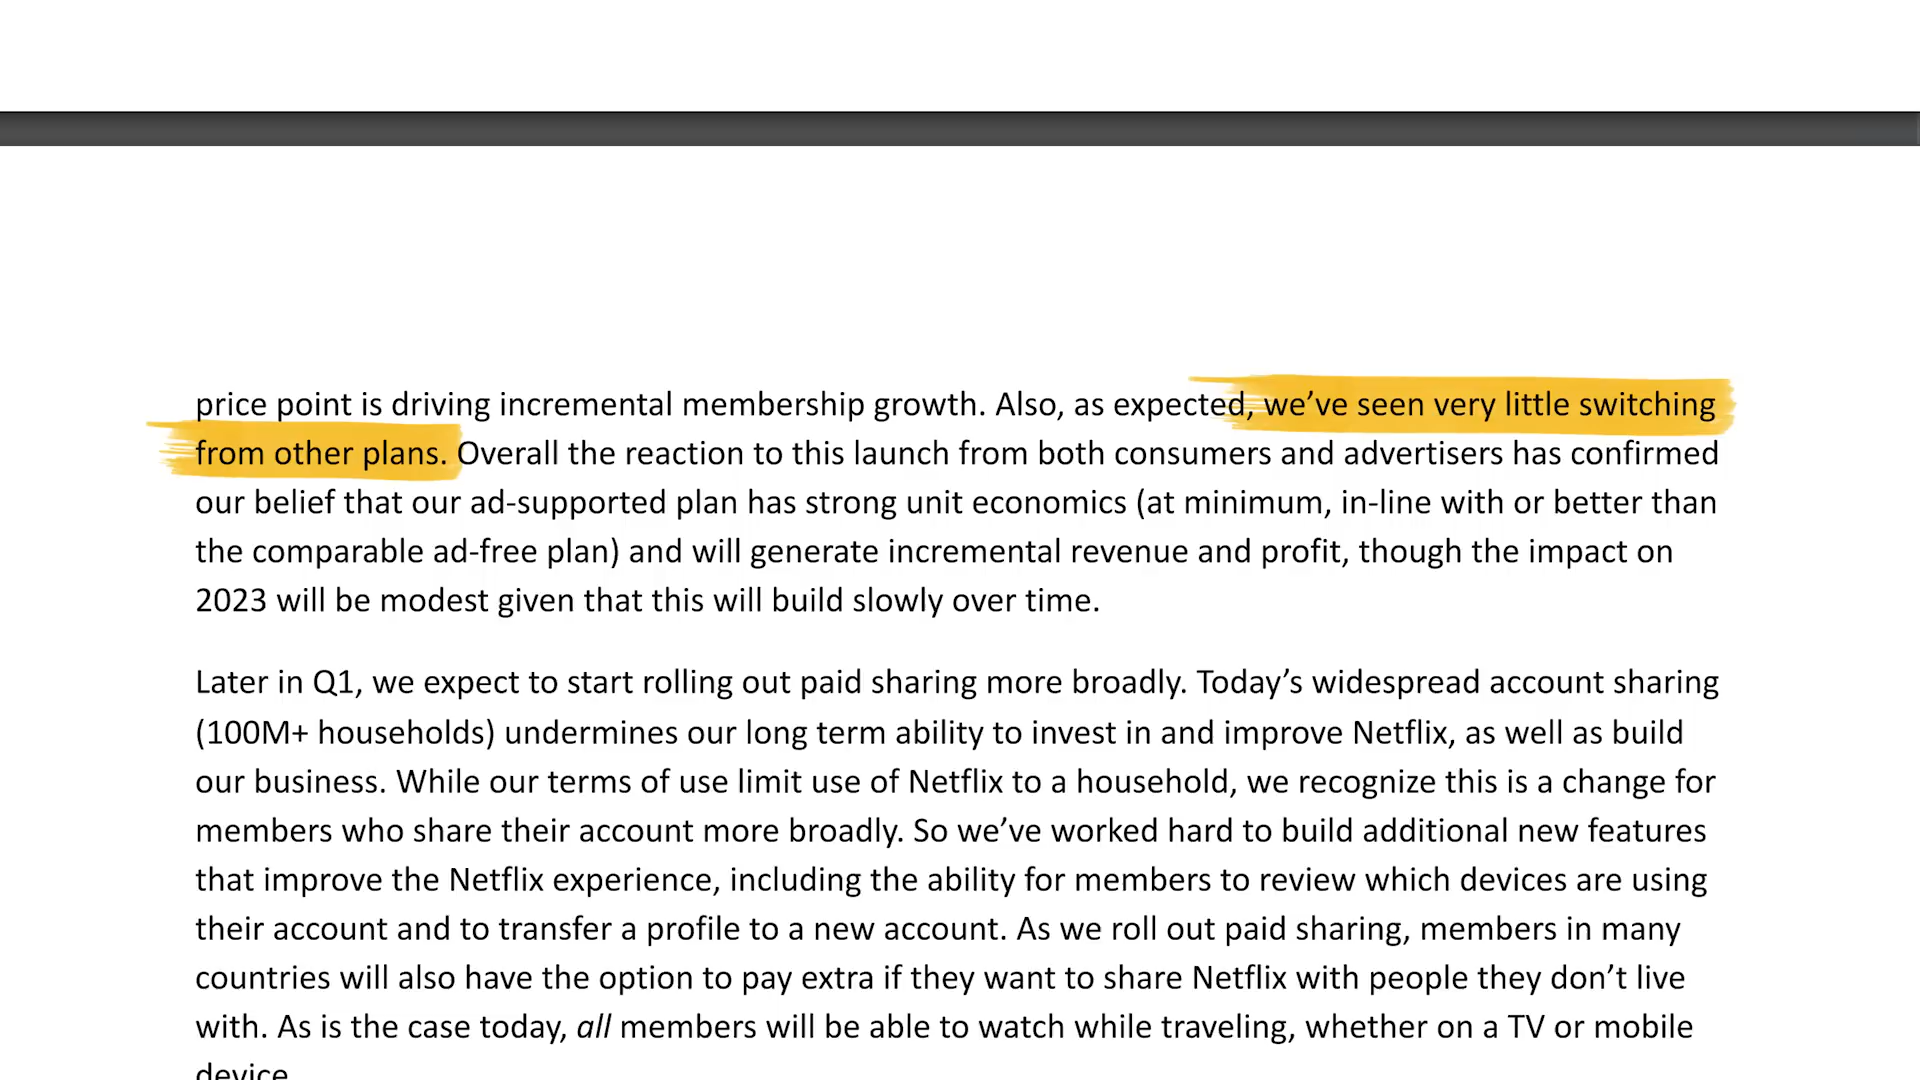 price point is driving incremental membership growth. Also, as expected, we’ve seen very little switching
from other plans. Overall the reaction to this launch from both consumers and advertisers has confirmed
our belief that our ad-supported plan has strong unit economics (at minimum, in-line with or better than
the comparable ad-free plan) and will generate incremental revenue and profit, though the impact on
2023 will be modest given that this will build slowly over time.
Later in Q1, we expect to start rolling out paid sharing more broadly. Today’s widespread account sharing
(100M+ households) undermines our long term ability to invest in and improve Netflix, as well as build
our business. While our terms of use limit use of Netflix to a household, we recognize this is a change for
members who share their account more broadly. So we’ve worked hard to build additional new features
that improve the Netflix experience, including the ability for members to review which devices are using
their account and to transfer a profile to a new account. As we roll out paid sharing, members in many
countries will also have the option to pay extra if they want to share Netflix with people they don’t live
with. As is the case today, all members will be able to watch while traveling, whether on a TV or mobile
device.